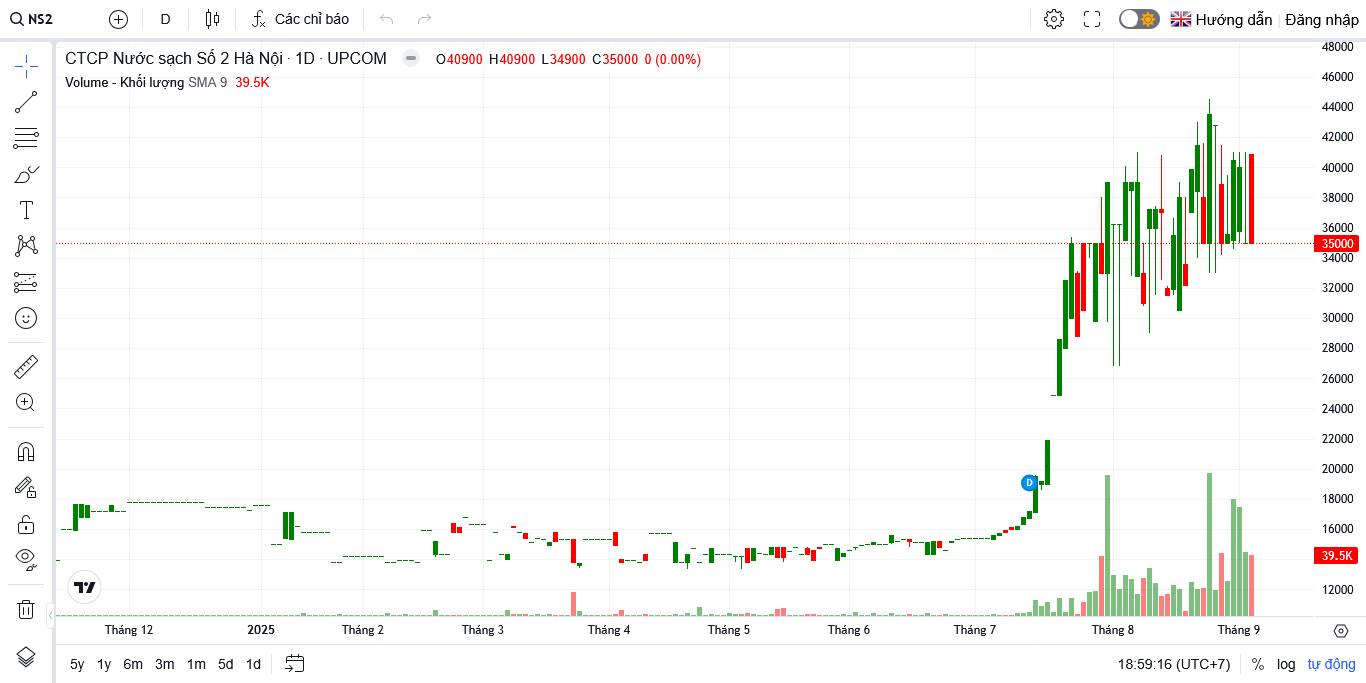 NS2 D Các chỉ báo Hướng dẫn Đăng nhập
CTCP Nước sạch Số 2 Hà Nội · 1D · UPCOM O40900 H40900 L34900 C35000 0 (0.00%)
Volume - Khối lượng SMA 9 39.5K
48000
46000
44000
42000
40000
38000
36000
35000
34000
32000
30000
28000
26000
24000
22000
20000
D
18000
16000
39.5K
12000
Tháng 12 2025 Tháng 2 Tháng 3 Tháng 4 Tháng 5 Tháng 6 Tháng 7 Tháng 8 Tháng 9
5y 1y 6m 3m 1m 5d 1d 18:59:16 (UTC+7) % log tự động